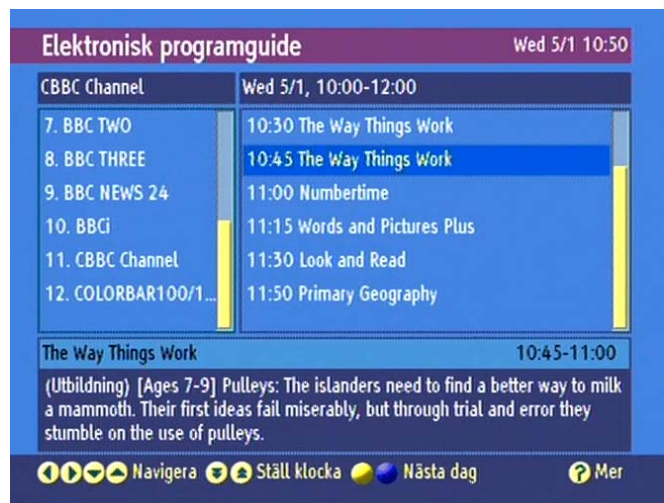 Elektronisk programguide Wed 5/1 10:50
CBBC Channel Wed 5/1, 10:00-12:00
7. BBC TWO 10:30 The Way Things Work
8. BBC THREE 10:45 The Way Things Work
9. BBC NEWS 24 11:00 Numbertime
10. BBCi 11:15 Words and Pictures Plus
11. CBBC Channel 11:30 Look and Read
12. COLORBAR100/1... 11:50 Primary Geography
The Way Things Work 10:45-11:00
(Utbildning) [Ages 7-9] Pulleys: The islanders need to find a better way to milk
a mammoth. Their first ideas fail miserably, but through trial and error they
stumble on the use of pulleys.
Navigera Ställ klocka Nästa dag ? Mer